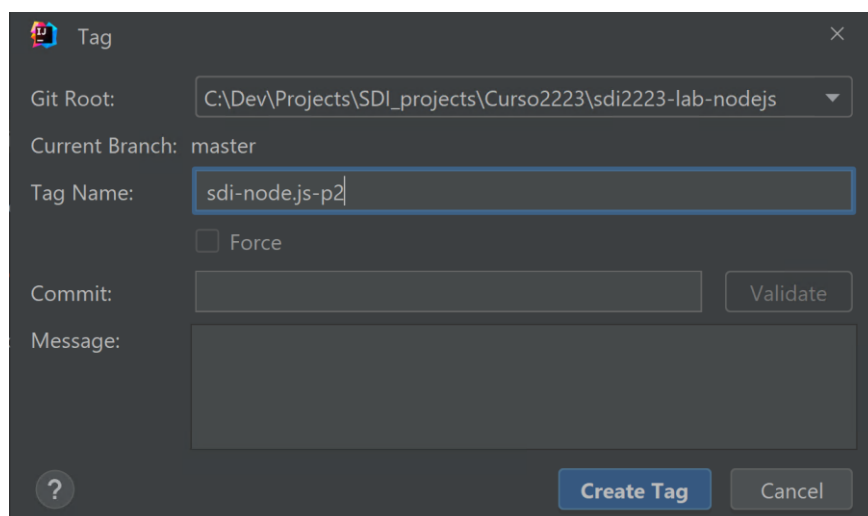 Tag
Git Root: C:\Dev\Projects\SDI_projects\Curso2223\sdi2223-lab-nodejs
Current Branch: master
Tag Name: sdi-node.js-p2
Force
Commit: Validate
Message:
? Create Tag Cancel